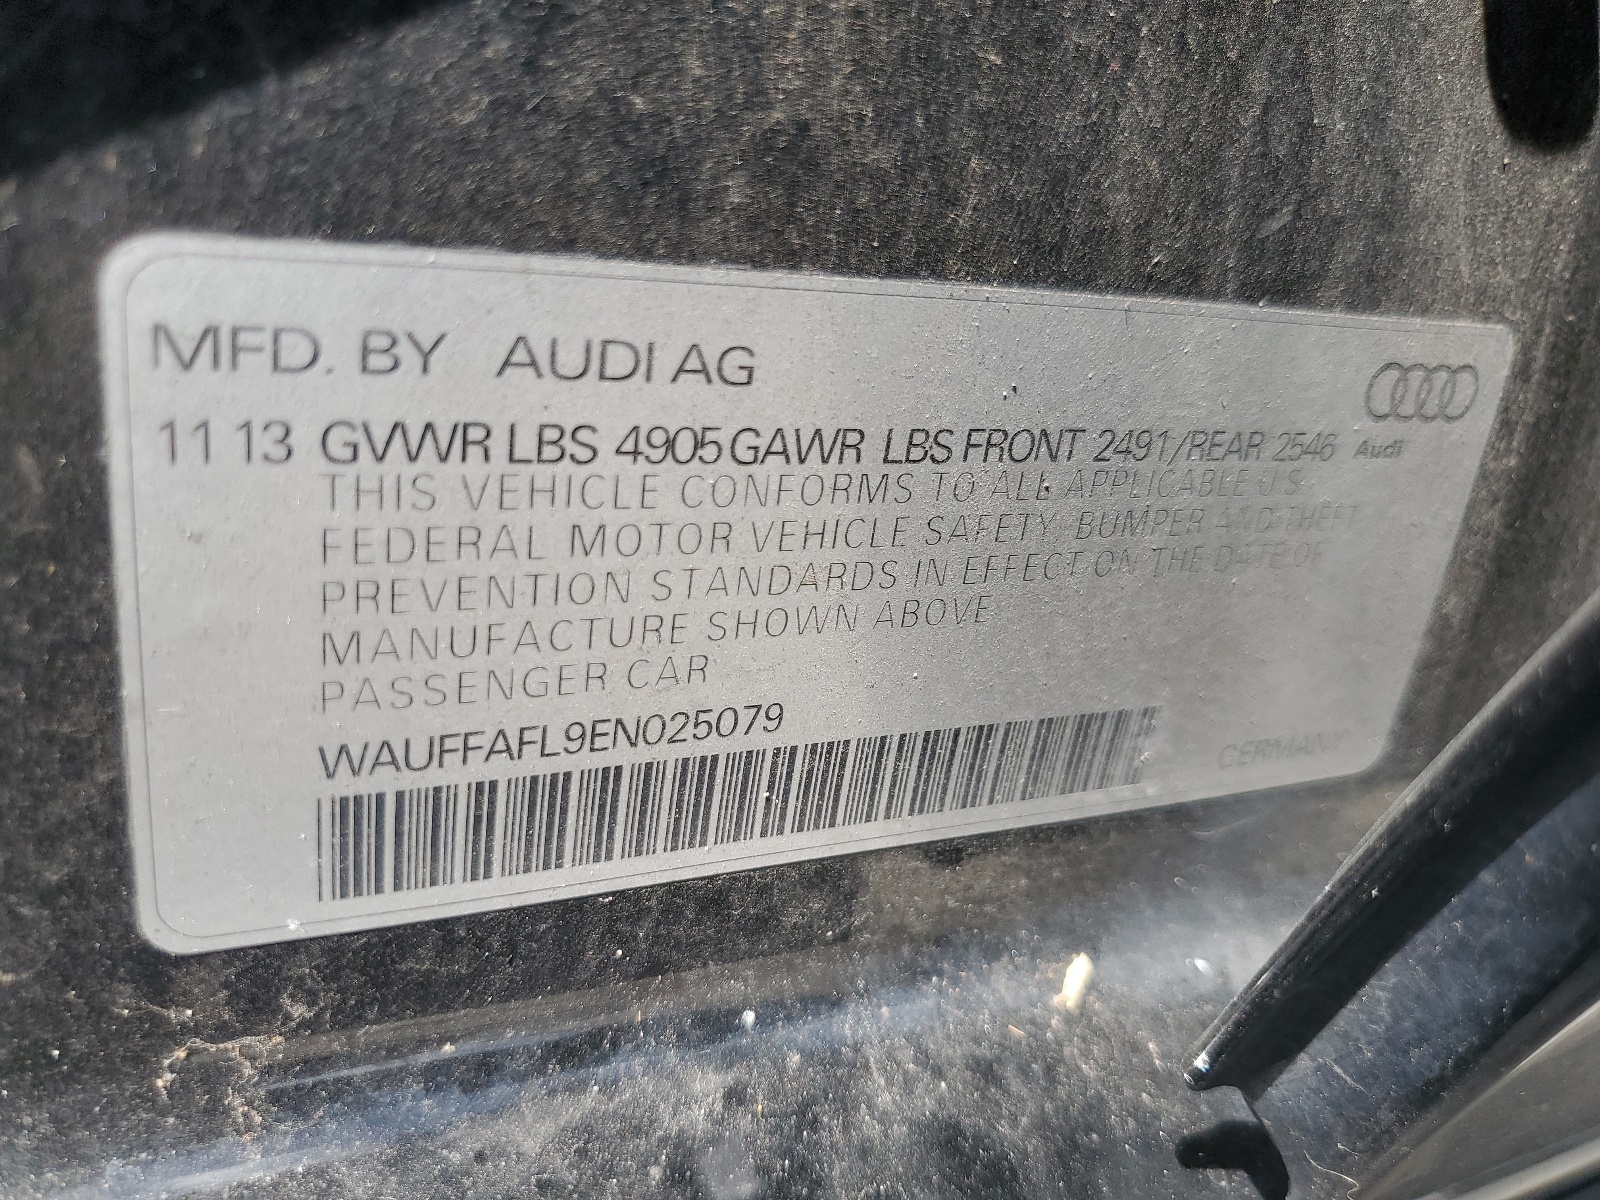 MFD. BY AUDI AG
11 13 GVWR LBS 4905 GAWR LBS FRONT 2491/REAR 2546 Audi
THIS VEHICLE CONFORMS TO ALL APPLICABLE U.S.
FEDERAL MOTOR VEHICLE SAFETY, BUMPER AND THEFT
PREVENTION STANDARDS IN EFFECT ON THE DATE OF
MANUFACTURE SHOWN ABOVE
PASSENGER CAR
WAUFFAFL9EN025079
GERMANY